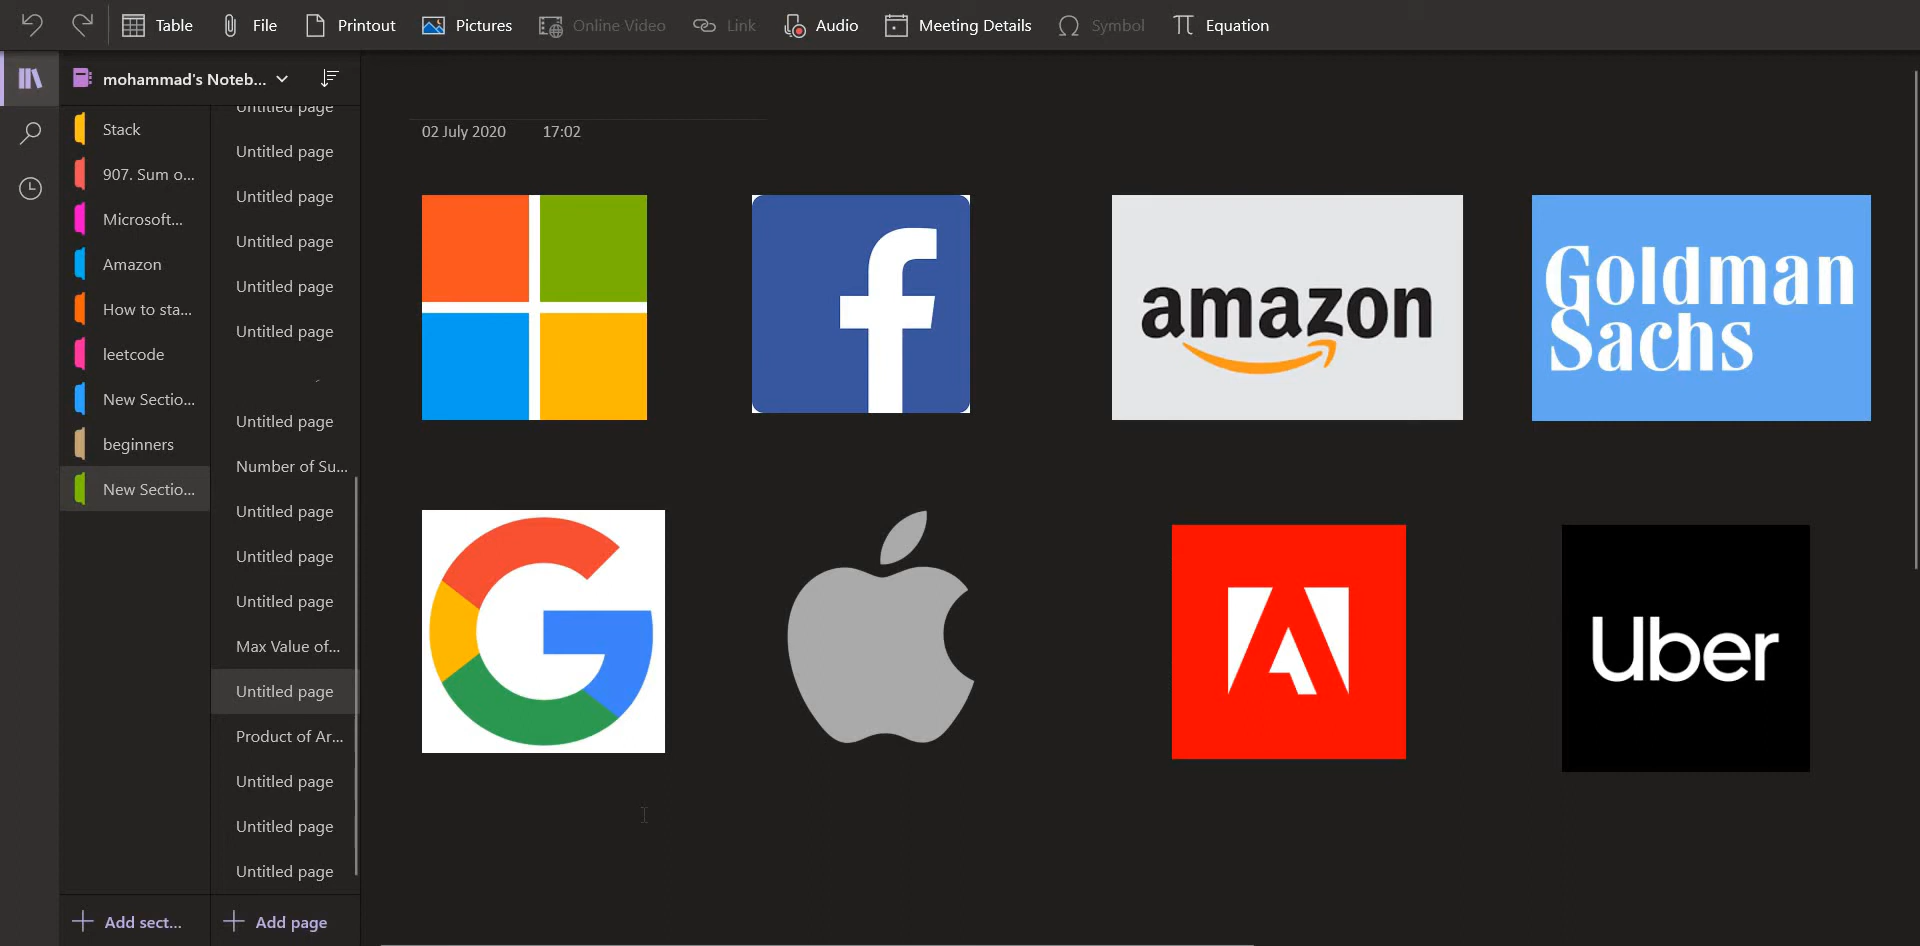 Table File Printout Pictures Online Video Link Audio Meeting Details Symbol Equation
mohammad's Noteb...
Stack
907. Sum o...
Microsoft...
Amazon
How to sta...
leetcode
New Sectio...
beginners
New Sectio...
Add sect...
Untitled page
Untitled page
Untitled page
Untitled page
Untitled page
Untitled page
Untitled page
Number of Su...
Untitled page
Untitled page
Untitled page
Max Value of...
Untitled page
Product of Ar...
Untitled page
Untitled page
Untitled page
Add page
02 July 2020 17:02
f
amazon
Goldman
Sachs
G
Uber